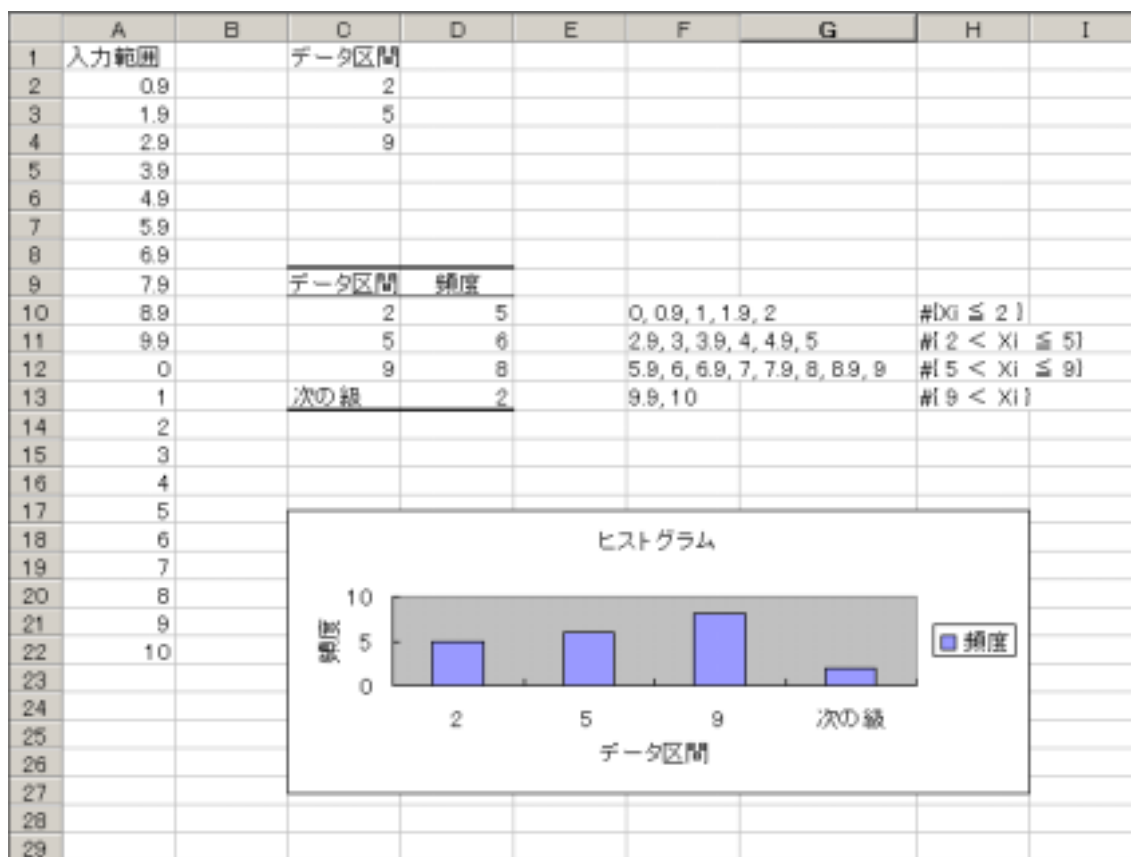 A B C D E F G H I
1 入力範囲 データ区間
2 0.9 2
3 1.9 5
4 2.9 9
5 3.9
6 4.9
7 5.9
8 6.9
9 7.9 データ区間 頻度
10 8.9 2 5 0, 0.9, 1, 1.9, 2 #{Xi ≦ 2 }
11 9.9 5 6 2.9, 3, 3.9, 4, 4.9, 5 #{ 2 < Xi ≦ 5}
12 0 9 8 5.9, 6, 6.9, 7, 7.9, 8, 8.9, 9 #{ 5 < Xi ≦ 9}
13 1 次の級 2 9.9, 10 #{ 9 < Xi }
14 2
15 3
16 4
17 5
18 6 ヒストグラム
19 7
20 8 10
21 9 頻度 5 頻度
22 10 0
23
24 2 5 9 次の級
25
26 データ区間
27
28
29